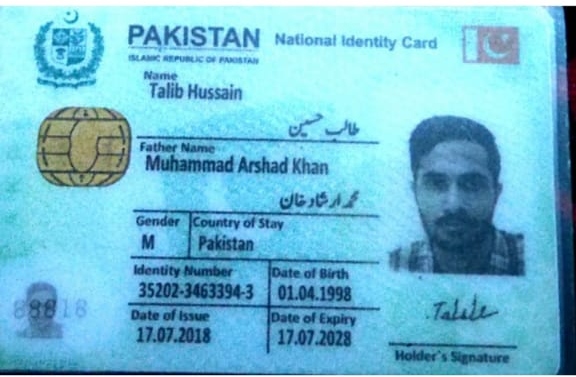 PAKISTAN National Identity Card
ISLAMIC REPUBLIC OF PAKISTAN
Name
Talib Hussain
طالب حسین
Father Name
Muhammad Arshad Khan
محمد ارشاد خان
Gender Country of Stay
M Pakistan
Identity Number Date of Birth
35202-3463394-3 01.04.1998
Date of Issue Date of Expiry
17.07.2018 17.07.2028
Talib
Holder's Signature